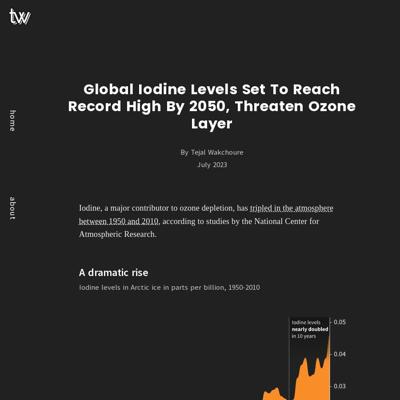 tw
home
about
Global Iodine Levels Set To Reach
Record High By 2050, Threaten Ozone
Layer
By Tejal Wakchoure
July 2023
Iodine, a major contributor to ozone depletion, has tripled in the atmosphere
between 1950 and 2010, according to studies by the National Center for
Atmospheric Research.
A dramatic rise
Iodine levels in Arctic ice in parts per billion, 1950-2010
Iodine levels
nearly doubled
in 10 years
0.05
0.04
0.03